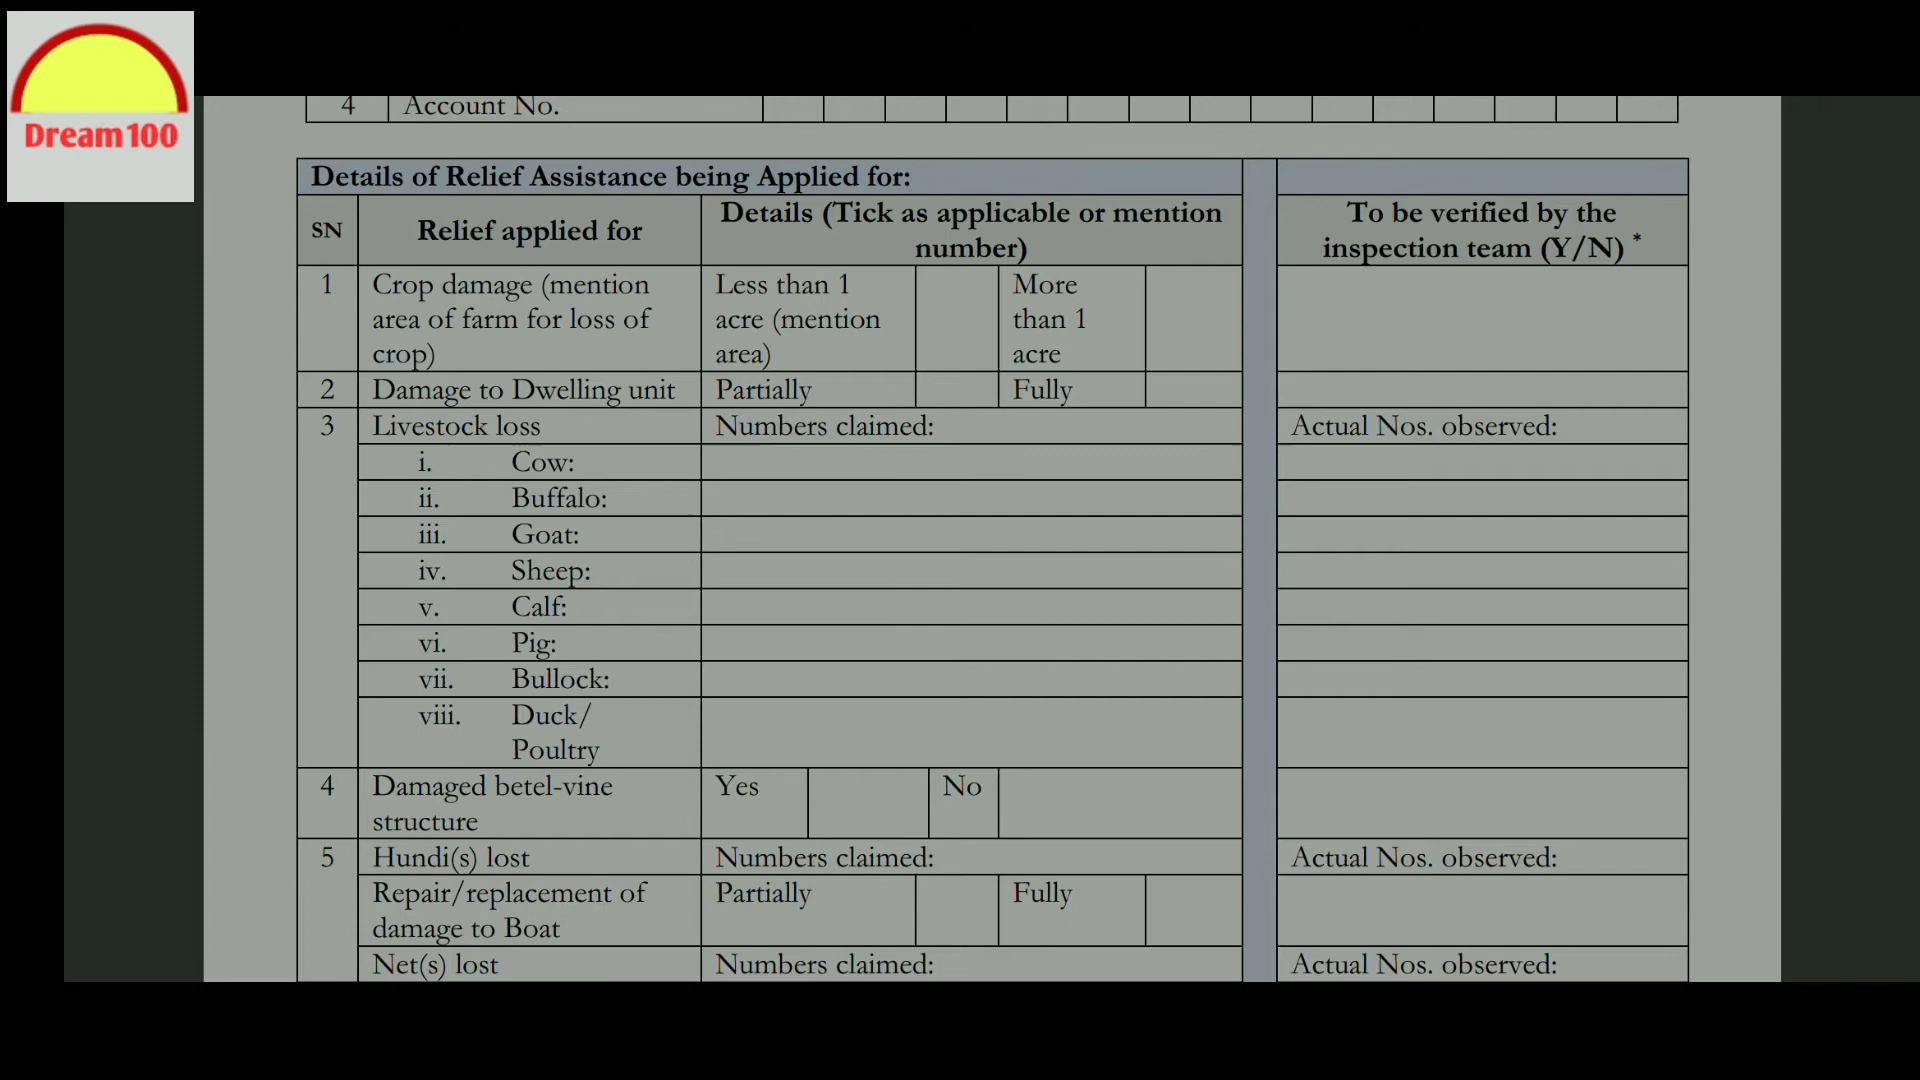 Dream100
4 Account No.
Details of Relief Assistance being Applied for:
SN Relief applied for Details (Tick as applicable or mention number) To be verified by the inspection team (Y/N) *
1 Crop damage (mention area of farm for loss of crop) Less than 1 acre (mention area) More than 1 acre
2 Damage to Dwelling unit Partially Fully
3 Livestock loss Numbers claimed: Actual Nos. observed:
i. Cow:
ii. Buffalo:
iii. Goat:
iv. Sheep:
v. Calf:
vi. Pig:
vii. Bullock:
viii. Duck/
Poultry
4 Damaged betel-vine structure Yes No
5 Hundi(s) lost Numbers claimed: Actual Nos. observed:
Repair/replacement of damage to Boat Partially Fully
Net(s) lost Numbers claimed: Actual Nos. observed: